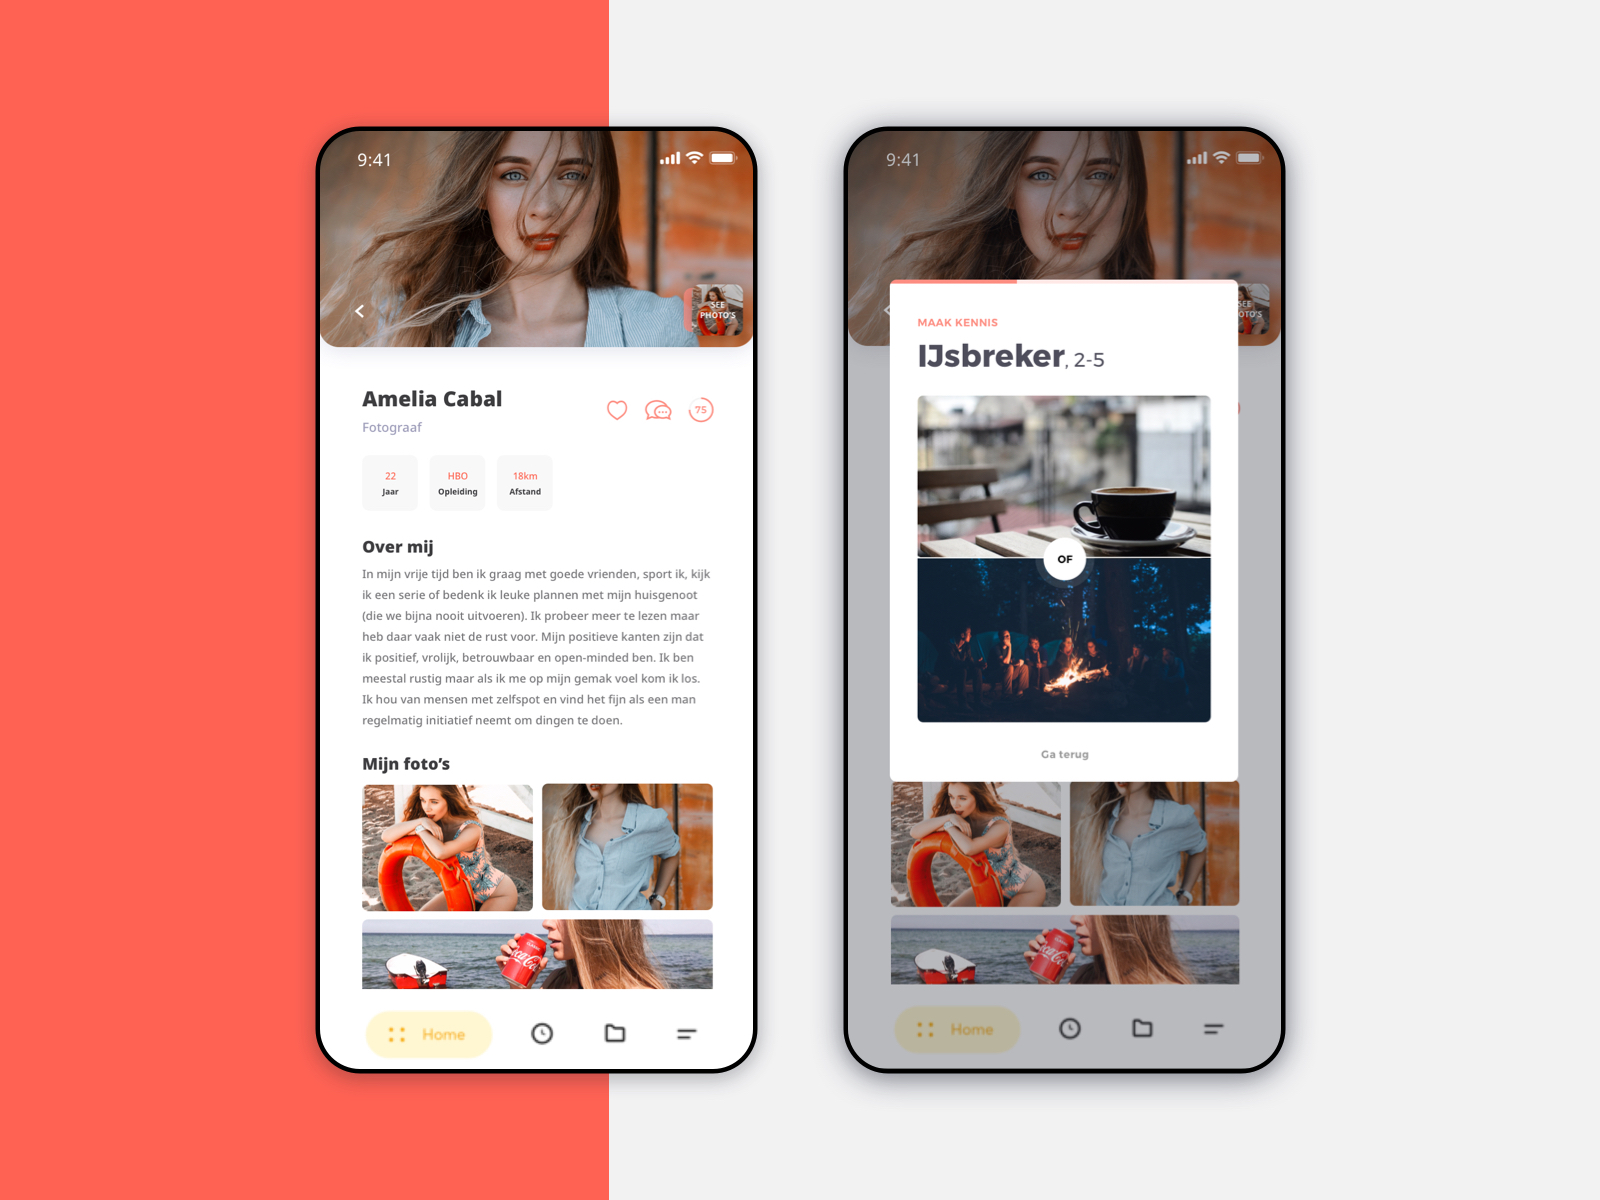 9:41
SEE
PHOTO'S
Amelia Cabal
Fotograaf
75
22
Jaar
HBO
Opleiding
18km
Afstand
Over mij
In mijn vrije tijd ben ik graag met goede vrienden, sport ik, kijk
ik een serie of bedenk ik leuke plannen met mijn huisgenoot
(die we bijna nooit uitvoeren). Ik probeer meer te lezen maar
heb daar vaak niet de rust voor. Mijn positieve kanten zijn dat
ik positief, vrolijk, betrouwbaar en open-minded ben. Ik ben
meestal rustig maar als ik me op mijn gemak voel kom ik los.
Ik hou van mensen met zelfspot en vind het fijn als een man
regelmatig initiatief neemt om dingen te doen.
Mijn foto's
Coca-Cola
Home
9:41
SEE
OTO'S
MAAK KENNIS
IJsbreker, 2-5
OF
Ga terug
Coca-Cola
Home